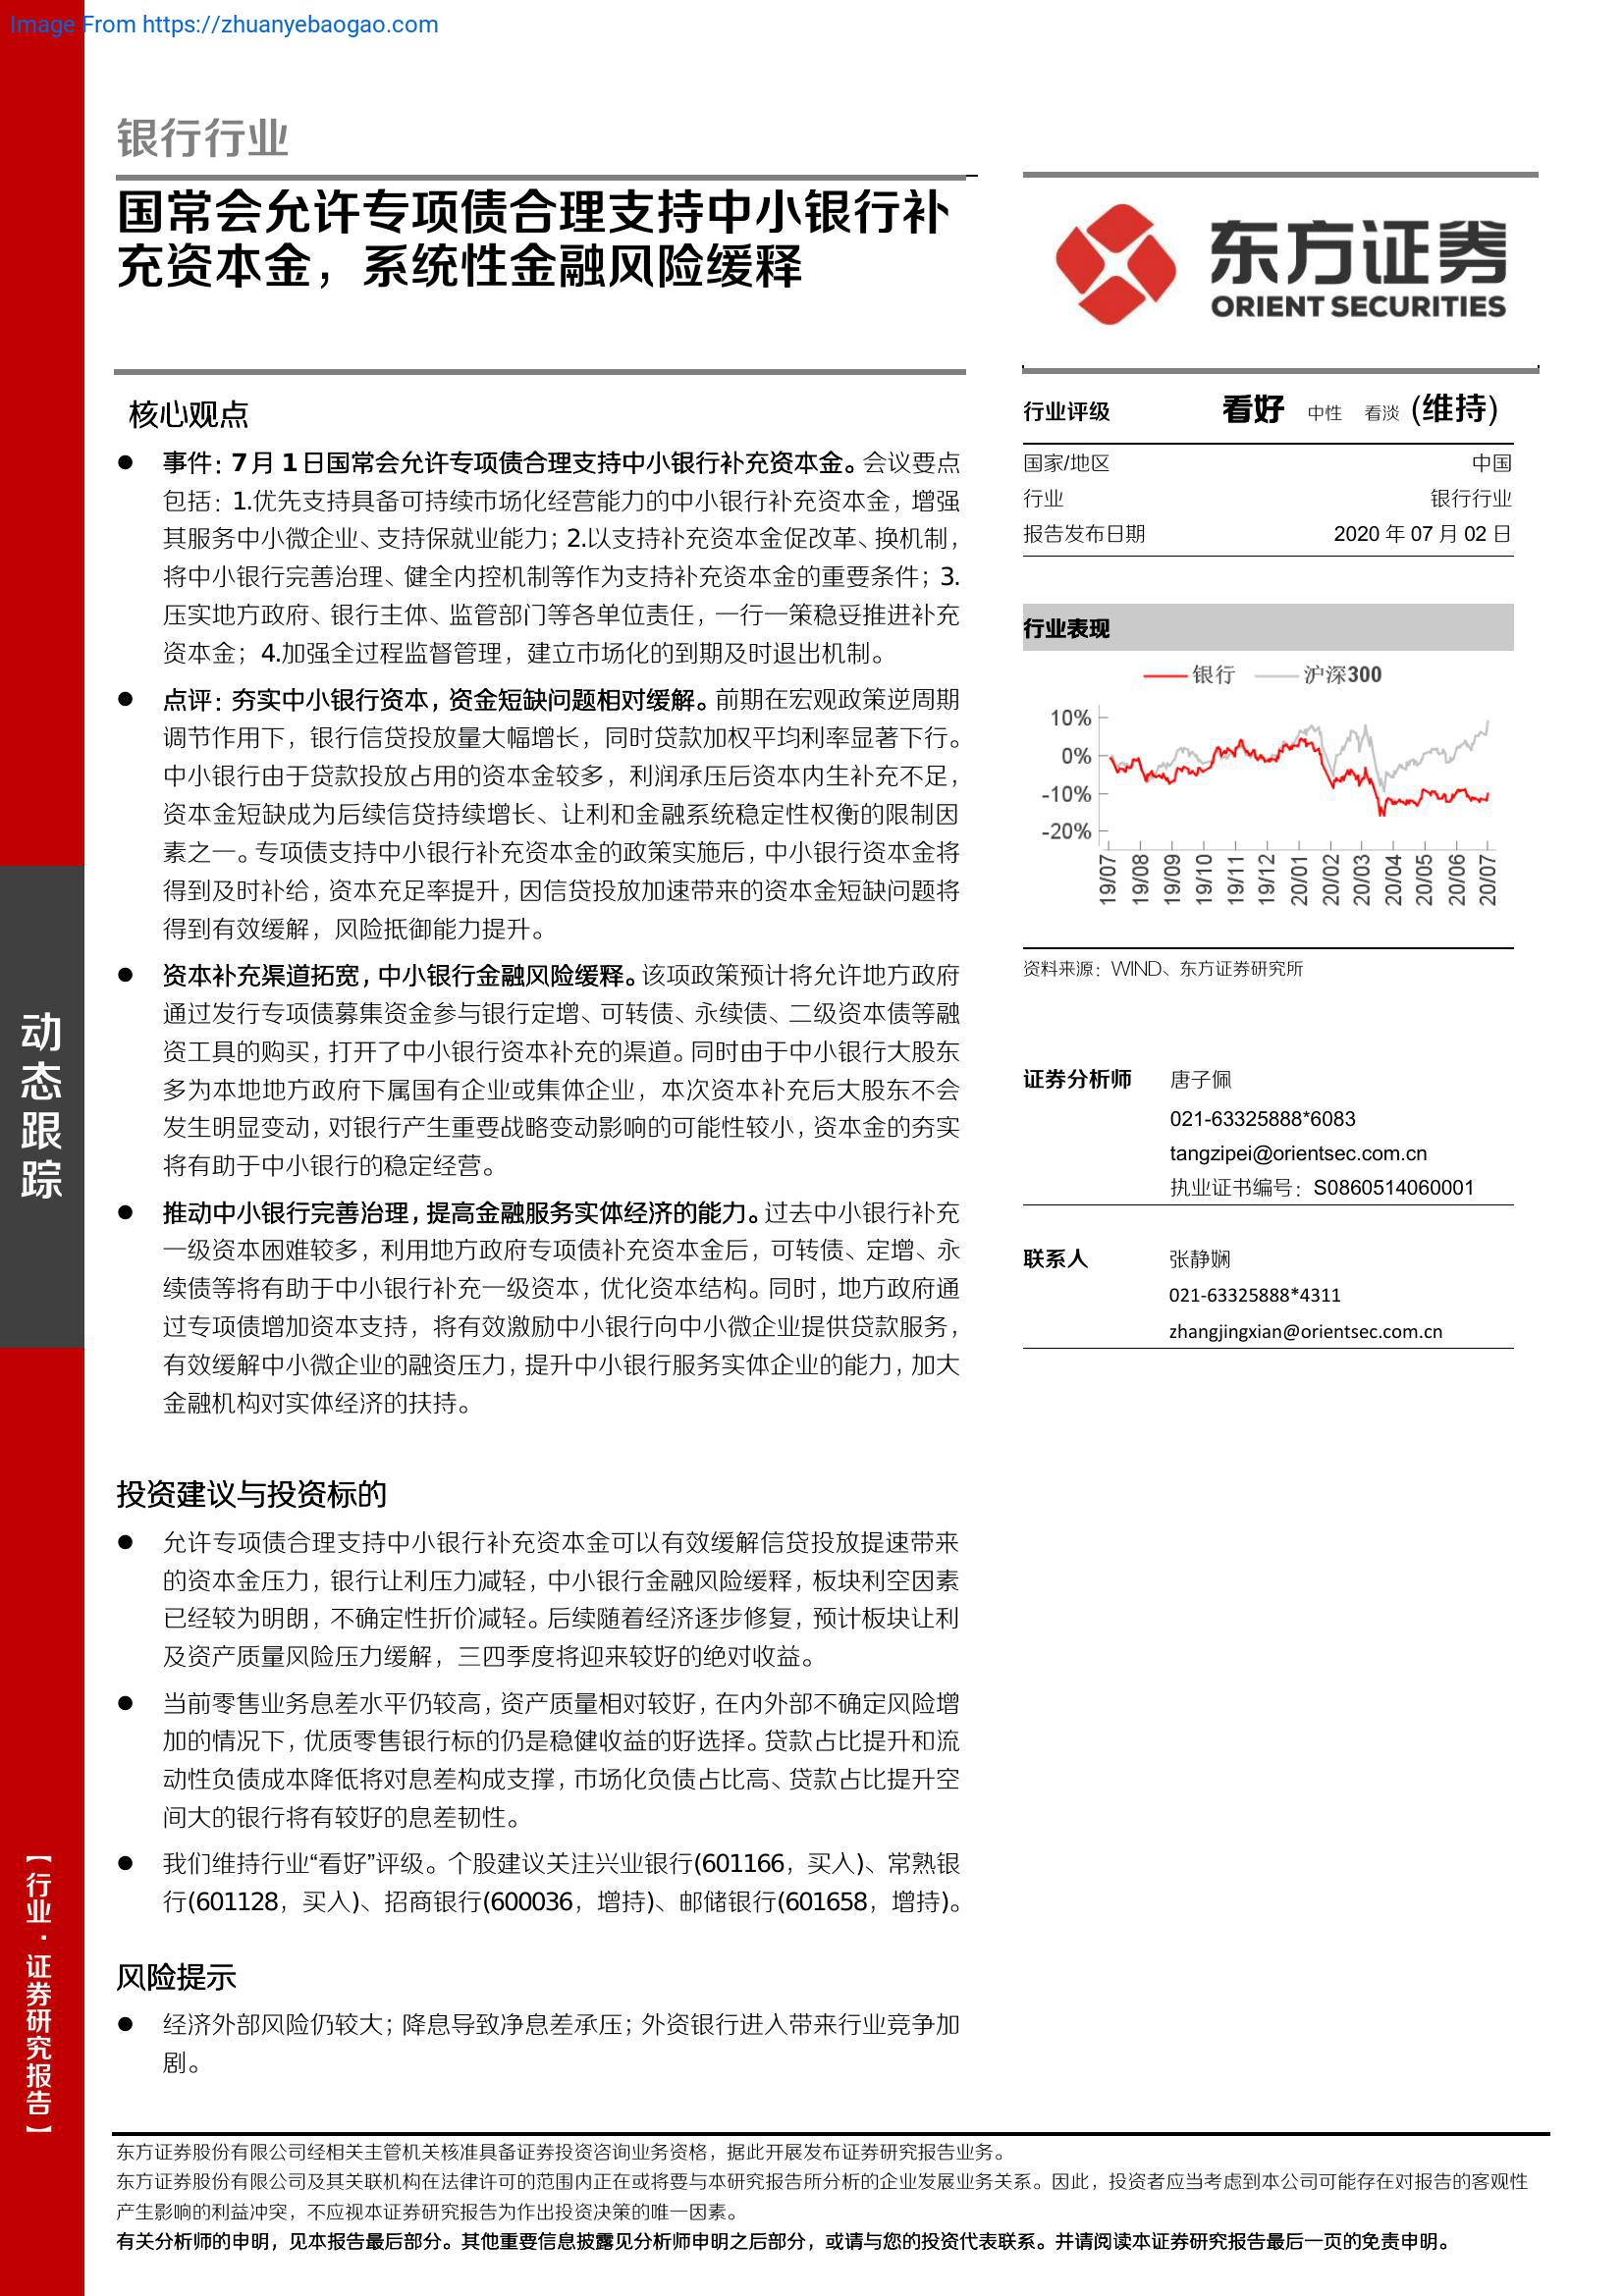 Image From https://zhuanyebaogao.com
银行行业
国常会允许专项债合理支持中小银行补
充资本金，系统性金融风险缓释
东方证券
ORIENT SECURITIES
核心观点
● 事件：7 月 1 日国常会允许专项债合理支持中小银行补充资本金。会议要点
包括：1.优先支持具备可持续市场化经营能力的中小银行补充资本金，增强
其服务中小微企业、支持保就业能力；2.以支持补充资本金促改革、换机制，
将中小银行完善治理、健全内控机制等作为支持补充资本金的重要条件；3.
压实地方政府、银行主体、监管部门等各单位责任，一行一策稳妥推进补充
资本金；4.加强全过程监督管理，建立市场化的到期及时退出机制。
● 点评：夯实中小银行资本，资金短缺问题相对缓解。前期在宏观政策逆周期
调节作用下，银行信贷投放量大幅增长，同时贷款加权平均利率显著下行。
中小银行由于贷款投放占用的资本金较多，利润承压后资本内生补充不足，
资本金短缺成为后续信贷持续增长、让利和金融系统稳定性权衡的限制因
素之一。专项债支持中小银行补充资本金的政策实施后，中小银行资本金将
得到及时补给，资本充足率提升，因信贷投放加速带来的资本金短缺问题将
得到有效缓解，风险抵御能力提升。
● 资本补充渠道拓宽，中小银行金融风险缓释。该项政策预计将允许地方政府
通过发行专项债募集资金参与银行定增、可转债、永续债、二级资本债等融
资工具的购买，打开了中小银行资本补充的渠道。同时由于中小银行大股东
多为本地地方政府下属国有企业或集体企业，本次资本补充后大股东不会
发生明显变动，对银行产生重要战略变动影响的可能性较小，资本金的夯实
将有助于中小银行的稳定经营。
● 推动中小银行完善治理，提高金融服务实体经济的能力。过去中小银行补充
一级资本困难较多，利用地方政府专项债补充资本金后，可转债、定增、永
续债等将有助于中小银行补充一级资本，优化资本结构。同时，地方政府通
过专项债增加资本支持，将有效激励中小银行向中小微企业提供贷款服务，
有效缓解中小微企业的融资压力，提升中小银行服务实体企业的能力，加大
金融机构对实体经济的扶持。
投资建议与投资标的
● 允许专项债合理支持中小银行补充资本金可以有效缓解信贷投放提速带来
的资本金压力，银行让利压力减轻，中小银行金融风险缓释，板块利空因素
已经较为明朗，不确定性折价减轻。后续随着经济逐步修复，预计板块让利
及资产质量风险压力缓解，三四季度将迎来较好的绝对收益。
● 当前零售业务息差水平仍较高，资产质量相对较好，在内外部不确定风险增
加的情况下，优质零售银行标的仍是稳健收益的好选择。贷款占比提升和流
动性负债成本降低将对息差构成支撑，市场化负债占比高、贷款占比提升空
间大的银行将有较好的息差韧性。
● 我们维持行业“看好”评级。个股建议关注兴业银行(601166，买入)、常熟银
行(601128，买入)、招商银行(600036，增持)、邮储银行(601658，增持)。
风险提示
● 经济外部风险仍较大；降息导致净息差承压；外资银行进入带来行业竞争加
剧。
行业评级 看好 中性 看淡 (维持)
国家/地区 中国
行业 银行行业
报告发布日期 2020 年 07 月 02 日
行业表现
银行 沪深300
10%
0%
-10%
-20%
19/07 19/08 19/09 19/10 19/11 19/12 20/01 20/02 20/03 20/04 20/05 20/06 20/07
资料来源：WIND、东方证券研究所
证券分析师 唐子佩
021-63325888*6083
tangzipei@orientsec.com.cn
执业证书编号：S0860514060001
联系人 张静娴
021-63325888*4311
zhangjingxian@orientsec.com.cn
动态跟踪
【行业·证券研究报告】
东方证券股份有限公司经相关主管机关核准具备证券投资咨询业务资格，据此开展发布证券研究报告业务。
东方证券股份有限公司及其关联机构在法律许可的范围内正在或将要与本研究报告所分析的企业发展业务关系。因此，投资者应当考虑到本公司可能存在对报告的客观性
产生影响的利益冲突，不应视本证券研究报告为作出投资决策的唯一因素。
有关分析师的申明，见本报告最后部分。其他重要信息披露见分析师申明之后部分，或请与您的投资代表联系。并请阅读本证券研究报告最后一页的免责申明。